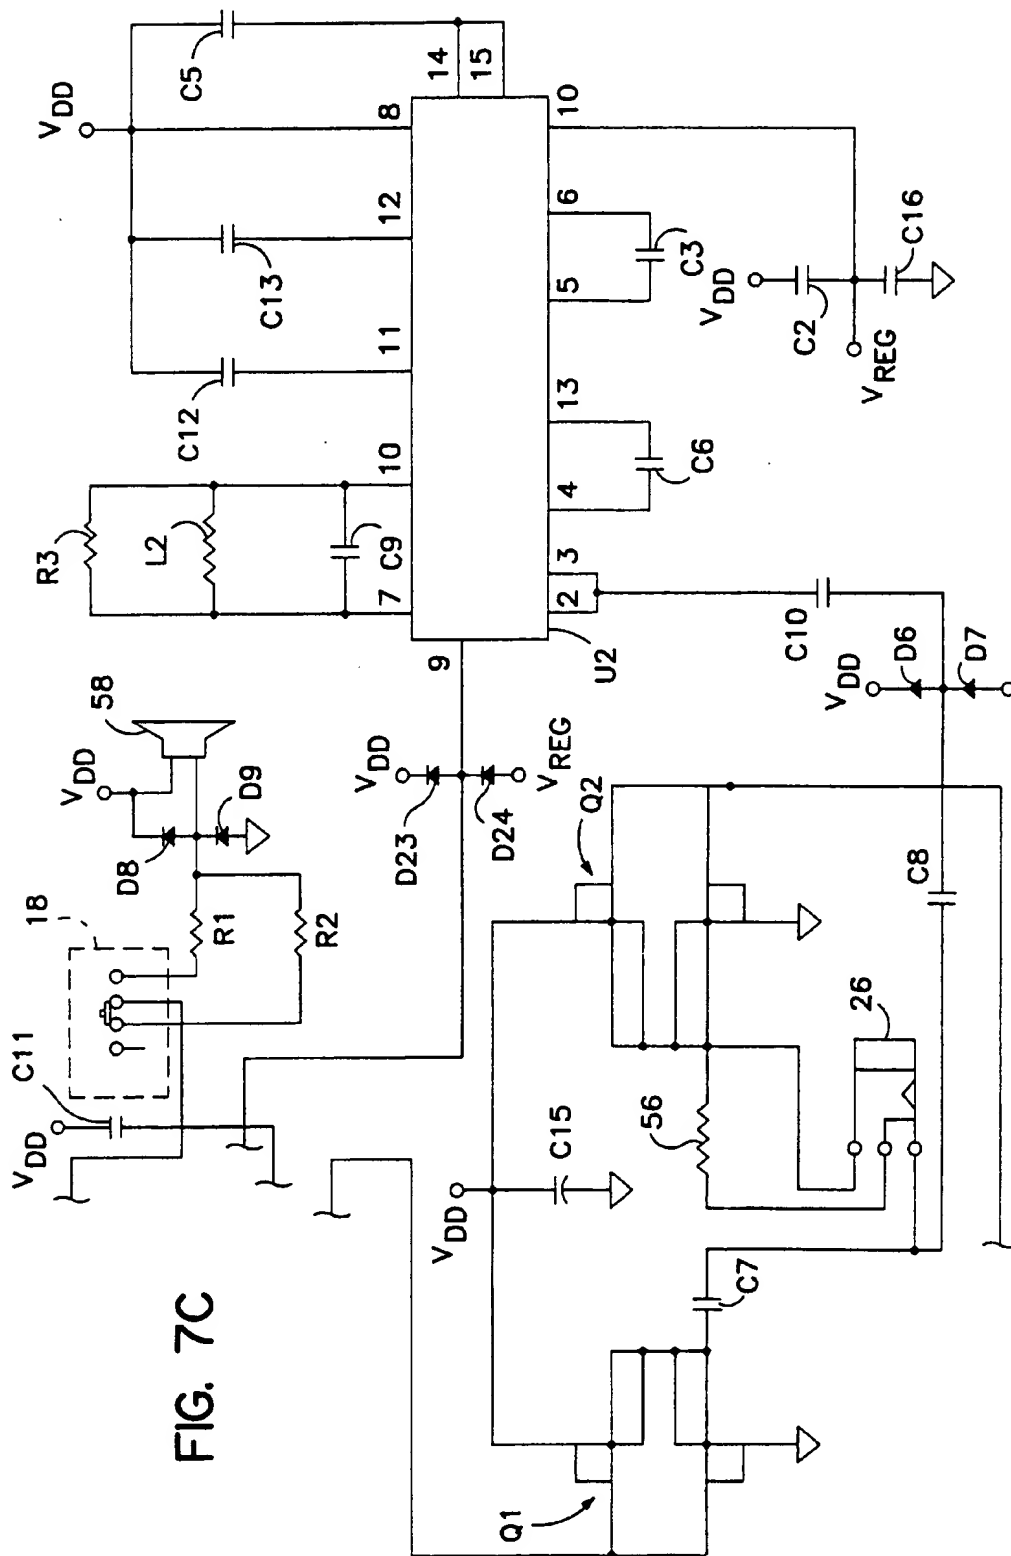 FIG. 7C
V DD
C11
18
R1
R2
D8
D9
V DD
58
R3
L2
C9
V DD
C5
C12
C13
7
10
11
12
8
14
15
9
U2
2
3
4
13
5
6
10
C6
C3
V DD
C2
C16
V REG
C10
V DD
D6
D7
V DD
D23
D24
V REG
Q2
C8
26
56
V DD
C15
C7
Q1